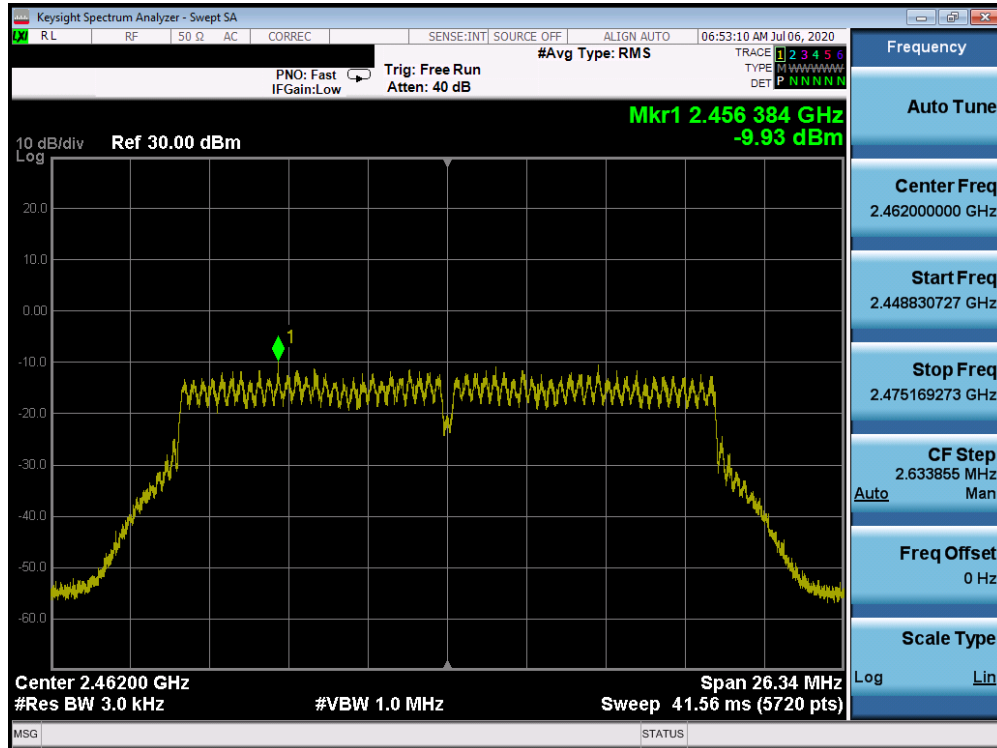 Keysight Spectrum Analyzer - Swept SA
LXI RL RF 50 Ω AC CORREC SENSE:INT SOURCE OFF ALIGN AUTO 06:53:10 AM Jul 06, 2020
#Avg Type: RMS
TRACE 1 2 3 4 5 6
TYPE M WWWWW
DET P N N N N N
PNO: Fast
IFGain:Low
Trig: Free Run
Atten: 40 dB
Mkr1 2.456 384 GHz
-9.93 dBm
10 dB/div Ref 30.00 dBm
Log
20.0
10.0
0.00
-10.0
-20.0
-30.0
-40.0
-50.0
-60.0
1
Center 2.46200 GHz Span 26.34 MHz
#Res BW 3.0 kHz #VBW 1.0 MHz Sweep 41.56 ms (5720 pts)
MSG STATUS
Frequency
Auto Tune
Center Freq
2.462000000 GHz
Start Freq
2.448830727 GHz
Stop Freq
2.475169273 GHz
CF Step
2.633855 MHz
Auto Man
Freq Offset
0 Hz
Scale Type
Log Lin